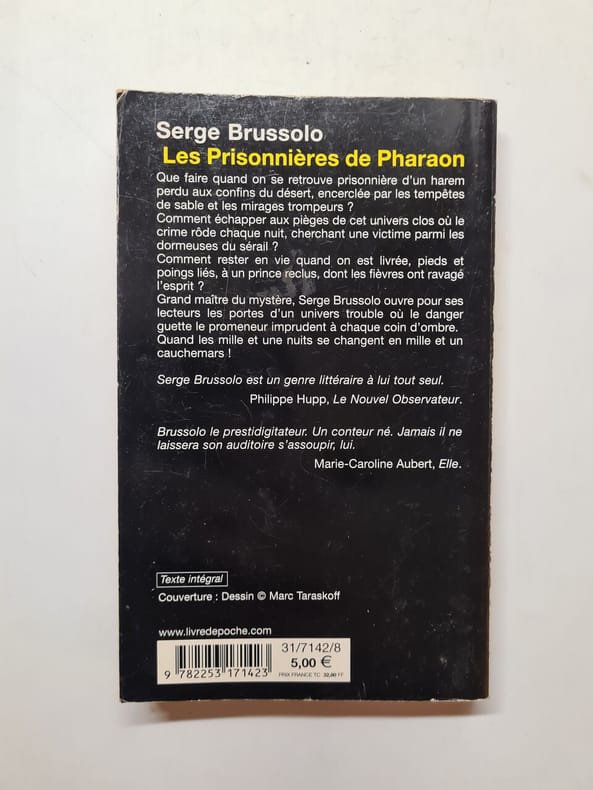 Serge Brussolo
Les Prisonnières de Pharaon
Que faire quand on se retrouve prisonnière d'un harem
perdu aux confins du désert, encerclée par les tempêtes
de sable et les mirages trompeurs ?
Comment échapper aux pièges de cet univers clos où le
crime rôde chaque nuit, cherchant une victime parmi les
dormeuses du sérail ?
Comment rester en vie quand on est livrée, pieds et
poings liés, à un prince reclus, dont les fièvres ont ravagé
l'esprit ?
Grand maître du mystère, Serge Brussolo ouvre pour ses
lecteurs les portes d'un univers trouble où le danger
guette le promeneur imprudent à chaque coin d'ombre.
Quand les mille et une nuits se changent en mille et un
cauchemars !
Serge Brussolo est un genre littéraire à lui tout seul.
Philippe Hupp, Le Nouvel Observateur.
Brussolo le prestidigitateur. Un conteur né. Jamais il ne
laissera son auditoire s'assoupir, lui.
Marie-Caroline Aubert, Elle.
Texte intégral
Couverture : Dessin © Marc Taraskoff
www.livredepoche.com
31/7142/8
5,00 €
PRIX FRANCE TC 32,80 FF
9 782253 171423